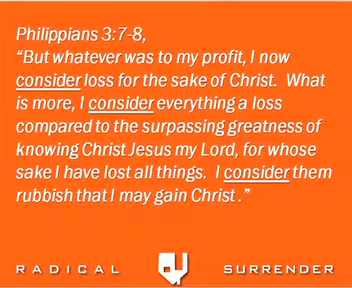 Philippians 3:7-8,
“But whatever was to my profit, I now
consider loss for the sake of Christ.  What
is more, I consider everything a loss
compared to the surpassing greatness of
knowing Christ Jesus my Lord, for whose
sake I have lost all things.  I consider them
rubbish that I may gain Christ.”
RADICAL SURRENDER